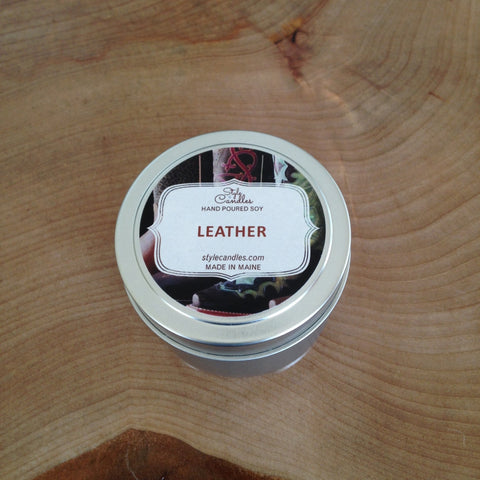 Style
Candles
HAND POURED SOY
LEATHER
stylecandles.com
MADE IN MAINE